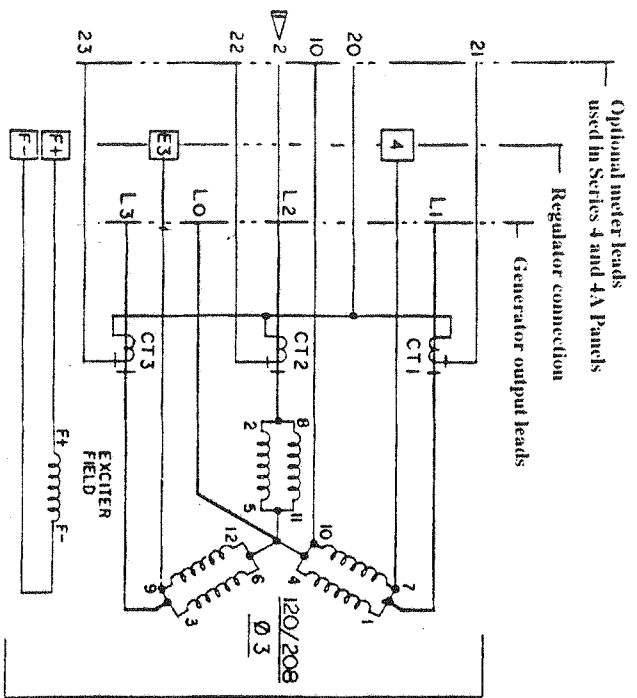 Optional meter leads
used in Series 4 and 4A Panels
Regulator connection
Generator output leads
21
20
10
2
22
23
4
E3
F+
F-
L1
L2
L0
L3
CT1
CT2
CT3
8
2
11
5
10
4
7
1
12
6
9
3
120/208
Ø 3
F+
F-
EXCITER
FIELD